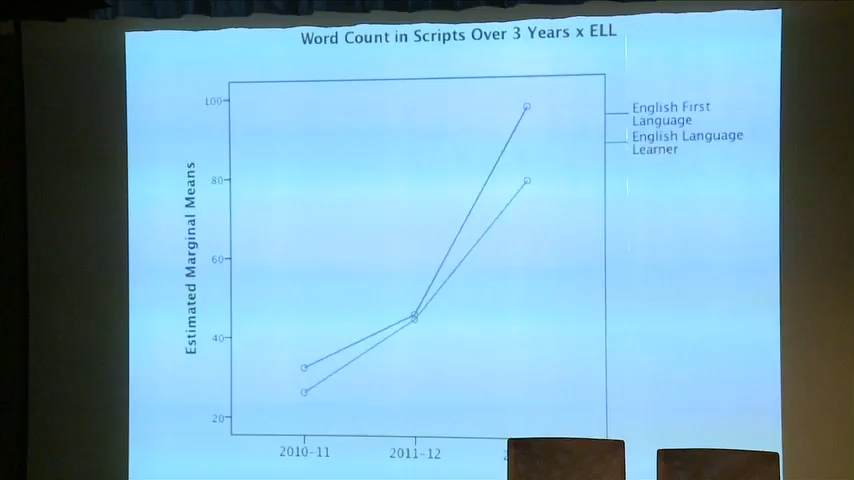 Word Count in Scripts Over 3 Years x ELL
Estimated Marginal Means
100
80
60
40
20
2010-11
2011-12
English First
Language
English Language
Learner